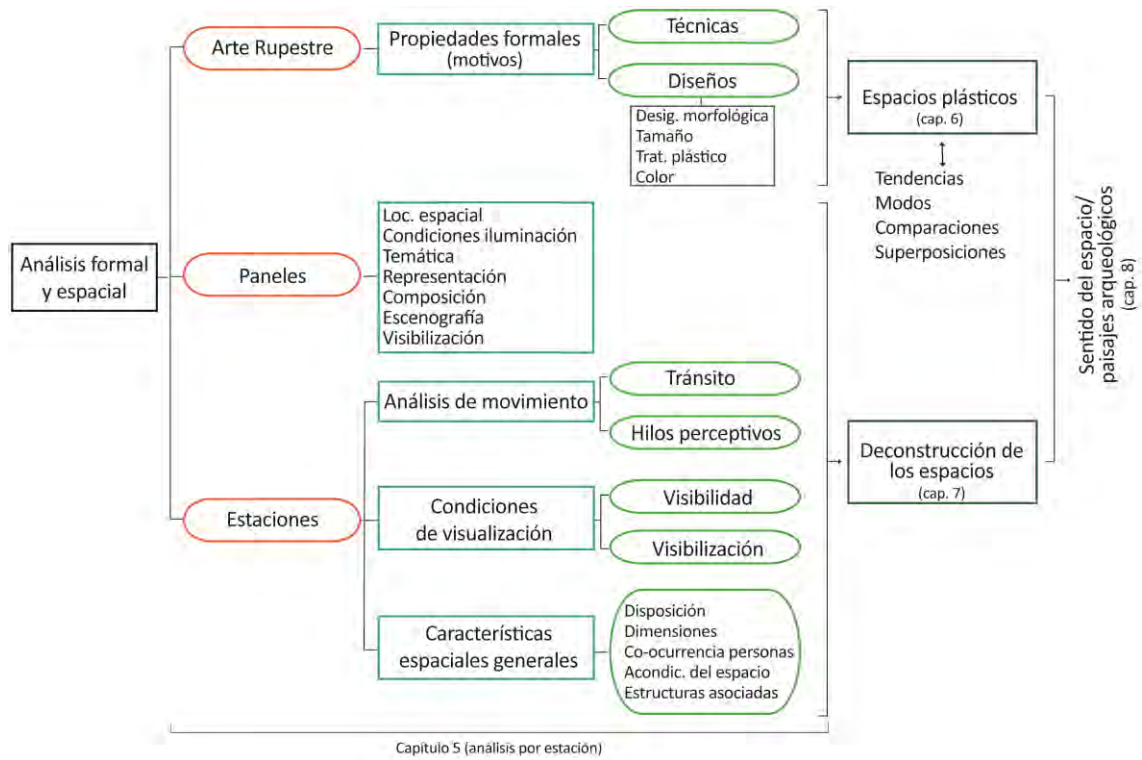 Análisis formal
y espacial
Arte Rupestre
Propiedades formales
(motivos)
Técnicas
Diseños
Desig. morfológica
Tamaño
Trat. plástico
Color
Paneles
Loc. espacial
Condiciones iluminación
Temática
Representación
Composición
Escenografía
Visibilización
Estaciones
Análisis de movimiento
Tránsito
Hilos perceptivos
Condiciones
de visualización
Visibilidad
Visibilización
Características
espaciales generales
Disposición
Dimensiones
Co-ocurrencia personas
Acondic. del espacio
Estructuras asociadas
Espacios plásticos
(cap. 6)
Tendencias
Modos
Comparaciones
Superposiciones
Deconstrucción de
los espacios
(cap. 7)
Sentido del espacio/
paisajes arqueológicos
(cap. 8)
Capítulo 5 (análisis por estación)